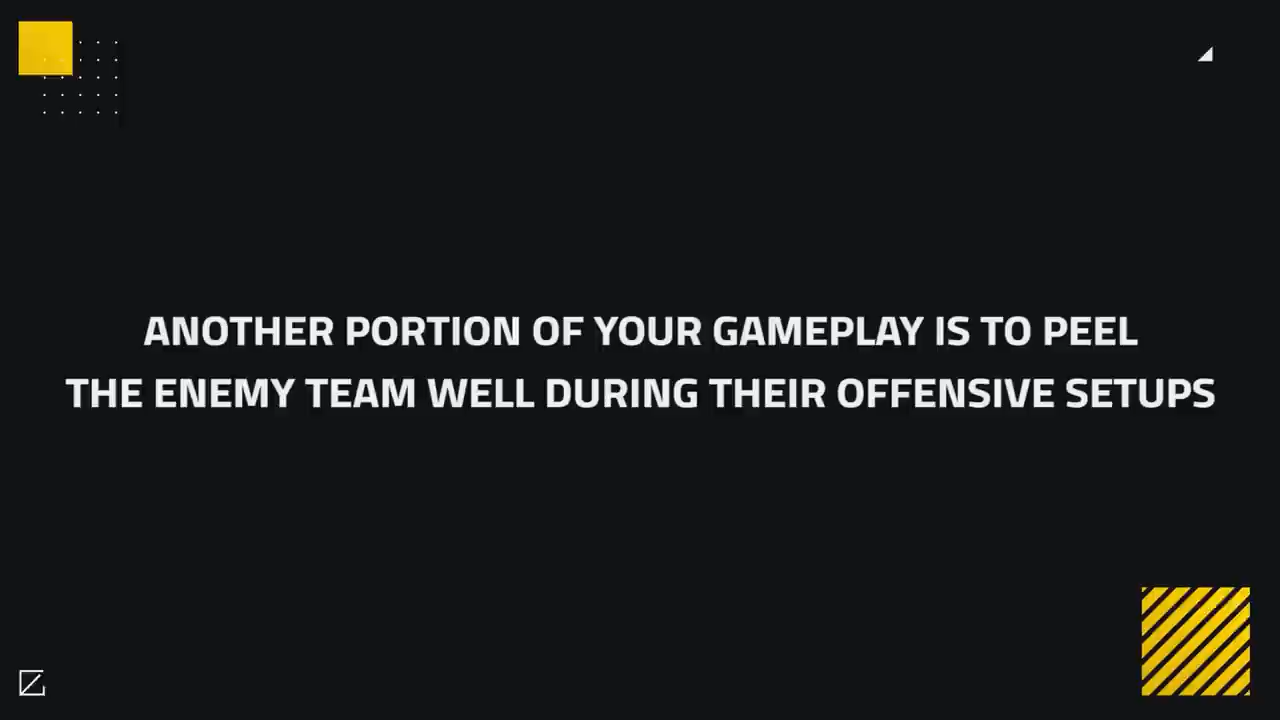 ANOTHER PORTION OF YOUR GAMEPLAY IS TO PEEL
THE ENEMY TEAM WELL DURING THEIR OFFENSIVE SETUPS